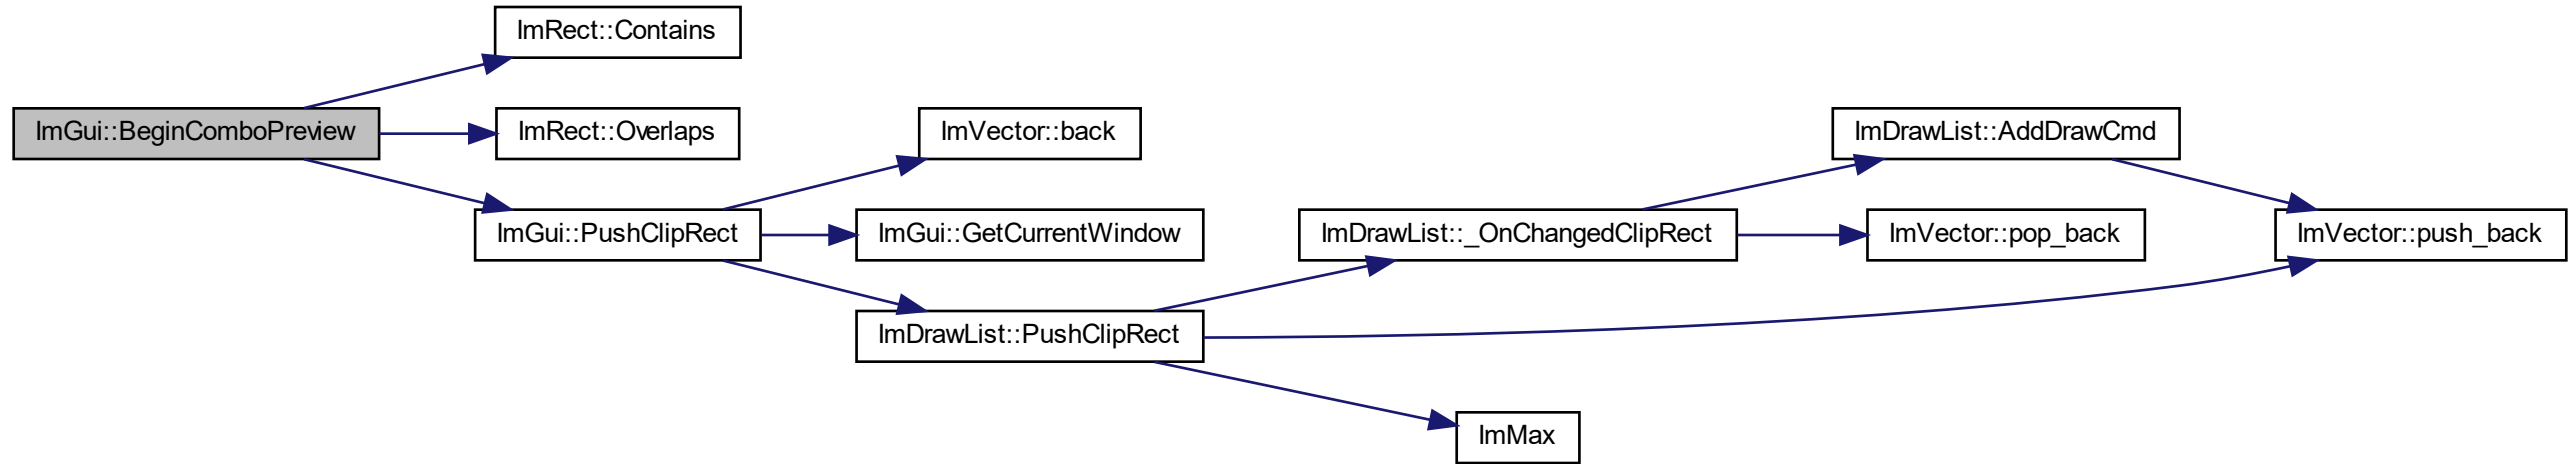 ImRect::Contains
ImGui::BeginComboPreview
ImRect::Overlaps
ImVector::back
ImDrawList::AddDrawCmd
ImGui::PushClipRect
ImGui::GetCurrentWindow
ImDrawList::_OnChangedClipRect
ImVector::pop_back
ImVector::push_back
ImDrawList::PushClipRect
ImMax